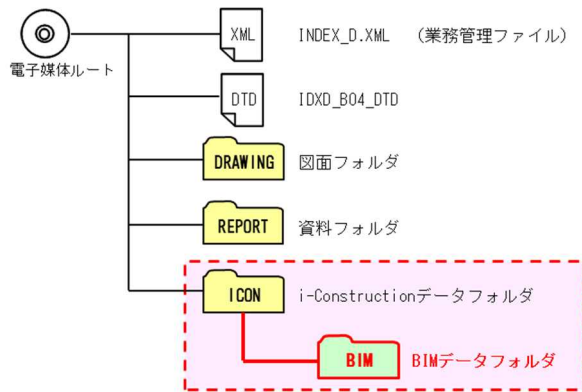 XML INDEX_D.XML (業務管理ファイル)
電子媒体ルート
DTD IDXD_B04_DTD
DRAWING 図面フォルダ
REPORT 資料フォルダ
ICON i-Constructionデータフォルダ
BIM BIMデータフォルダ